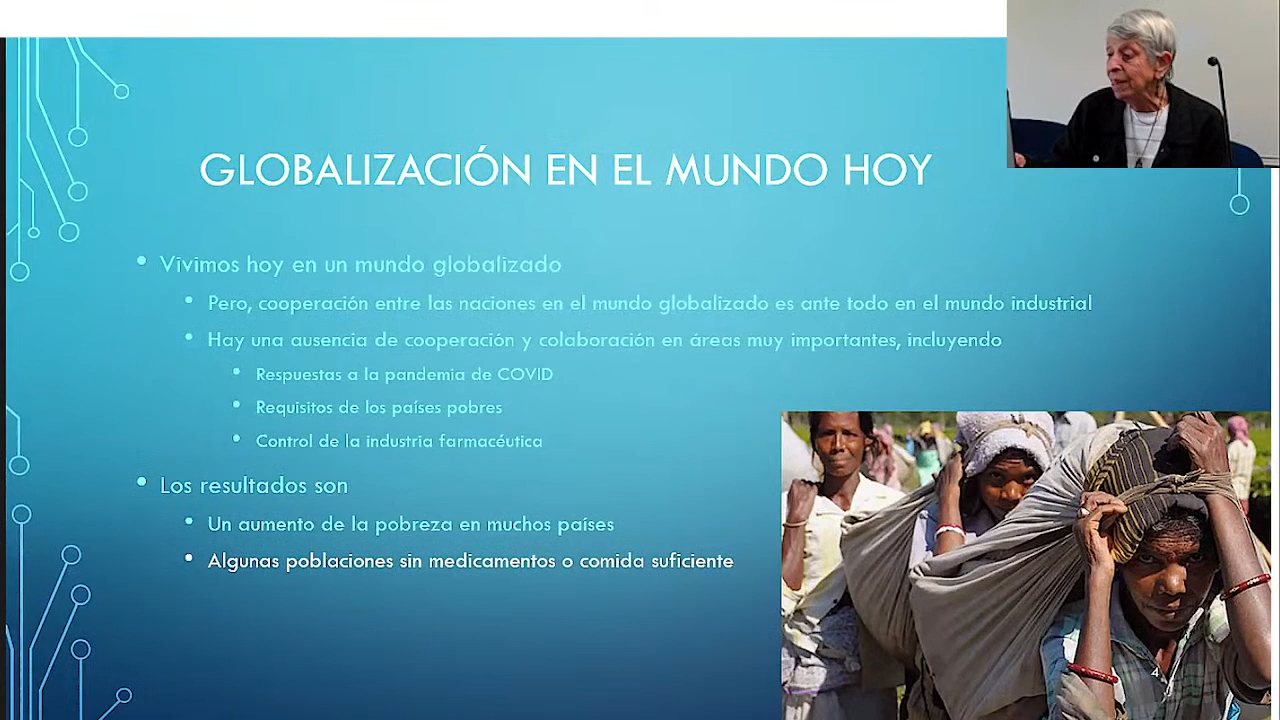 GLOBALIZACIÓN EN EL MUNDO HOY
• Vivimos hoy en un mundo globalizado
• Pero, cooperación entre las naciones en el mundo globalizado es ante todo en el mundo industrial
• Hay una ausencia de cooperación y colaboración en áreas muy importantes, incluyendo
• Respuestas a la pandemia de COVID
• Requisitos de los países pobres
• Control de la industria farmacéutica
• Los resultados son
• Un aumento de la pobreza en muchos países
• Algunas poblaciones sin medicamentos o comida suficiente
4